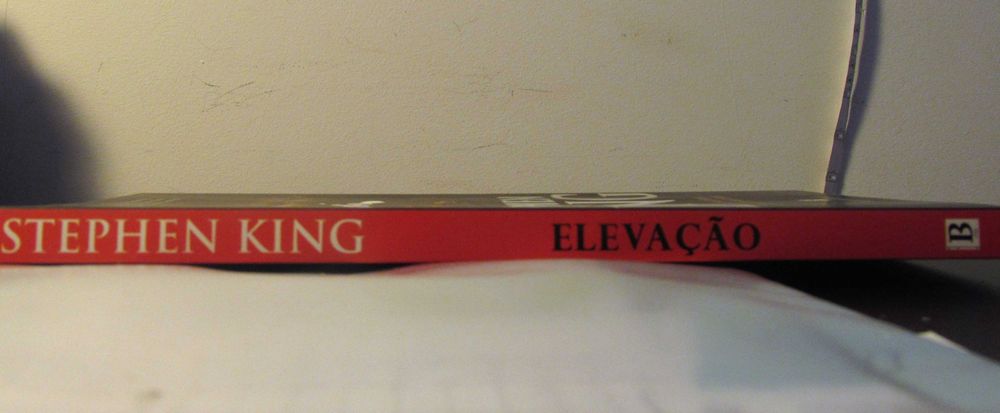 STEPHEN KING ELEVAÇÃO B